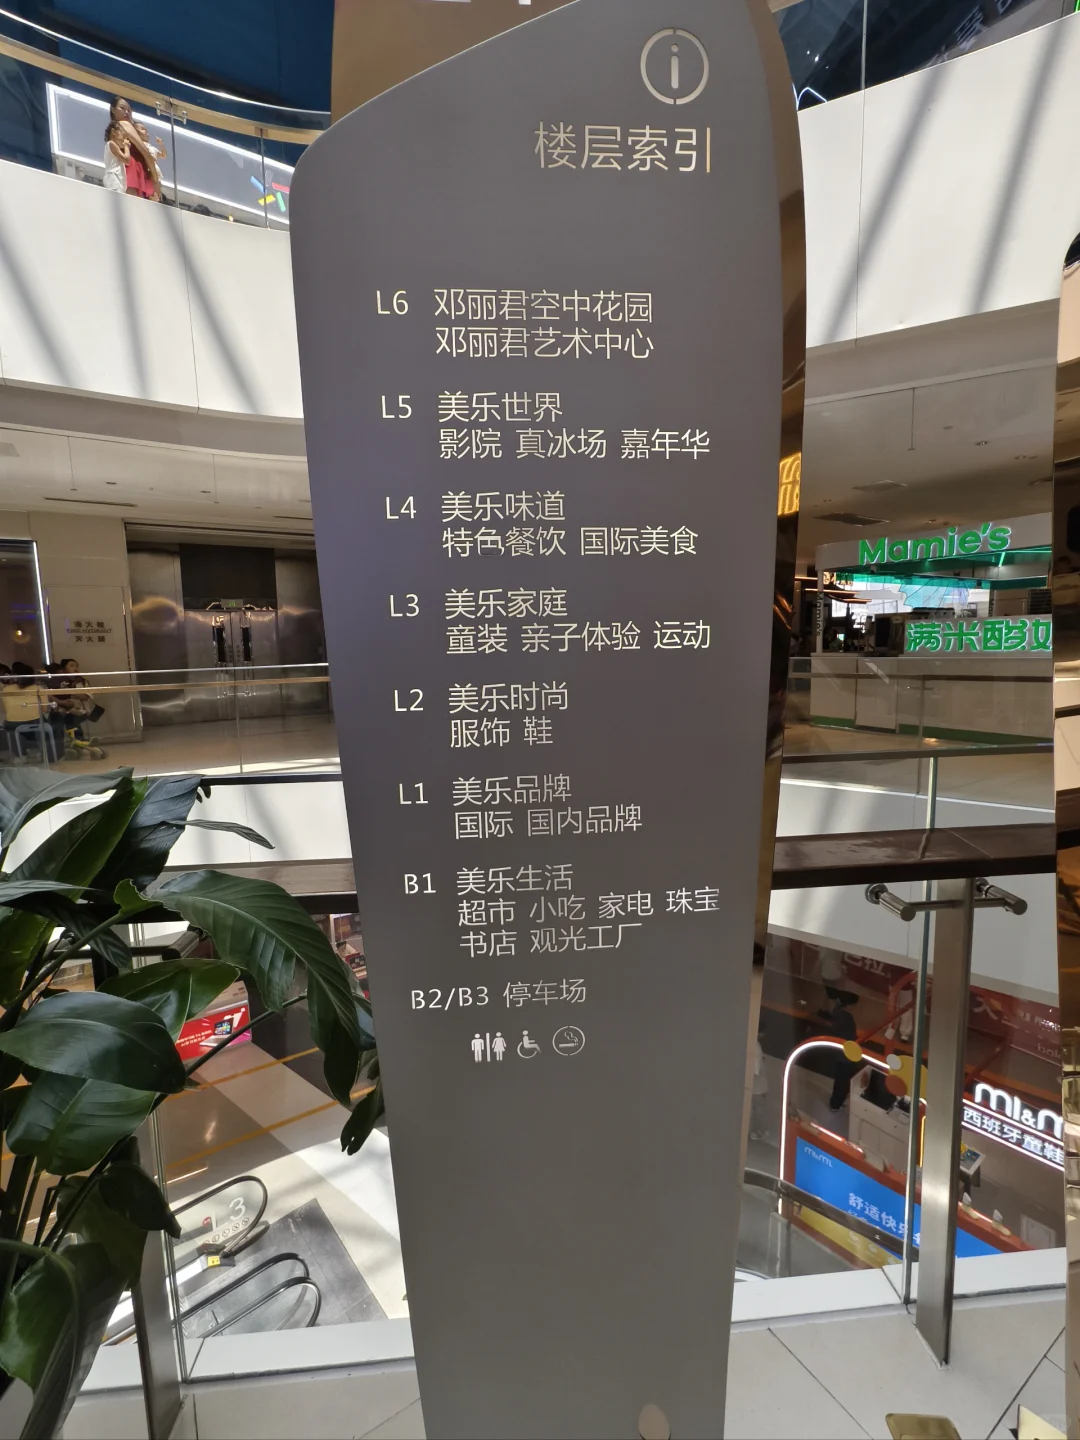 楼层索引
L6 邓丽君空中花园
邓丽君艺术中心
L5 美乐世界
影院 真冰场 嘉年华
L4 美乐味道
特色餐饮 国际美食
L3 美乐家庭
童装 亲子体验 运动
L2 美乐时尚
服饰 鞋
L1 美乐品牌
国际 国内品牌
B1 美乐生活
超市 小吃 家电 珠宝
书店 观光工厂
B2/B3 停车场
Mamie's
满米酸奶
西班牙童鞋
舒适快
3